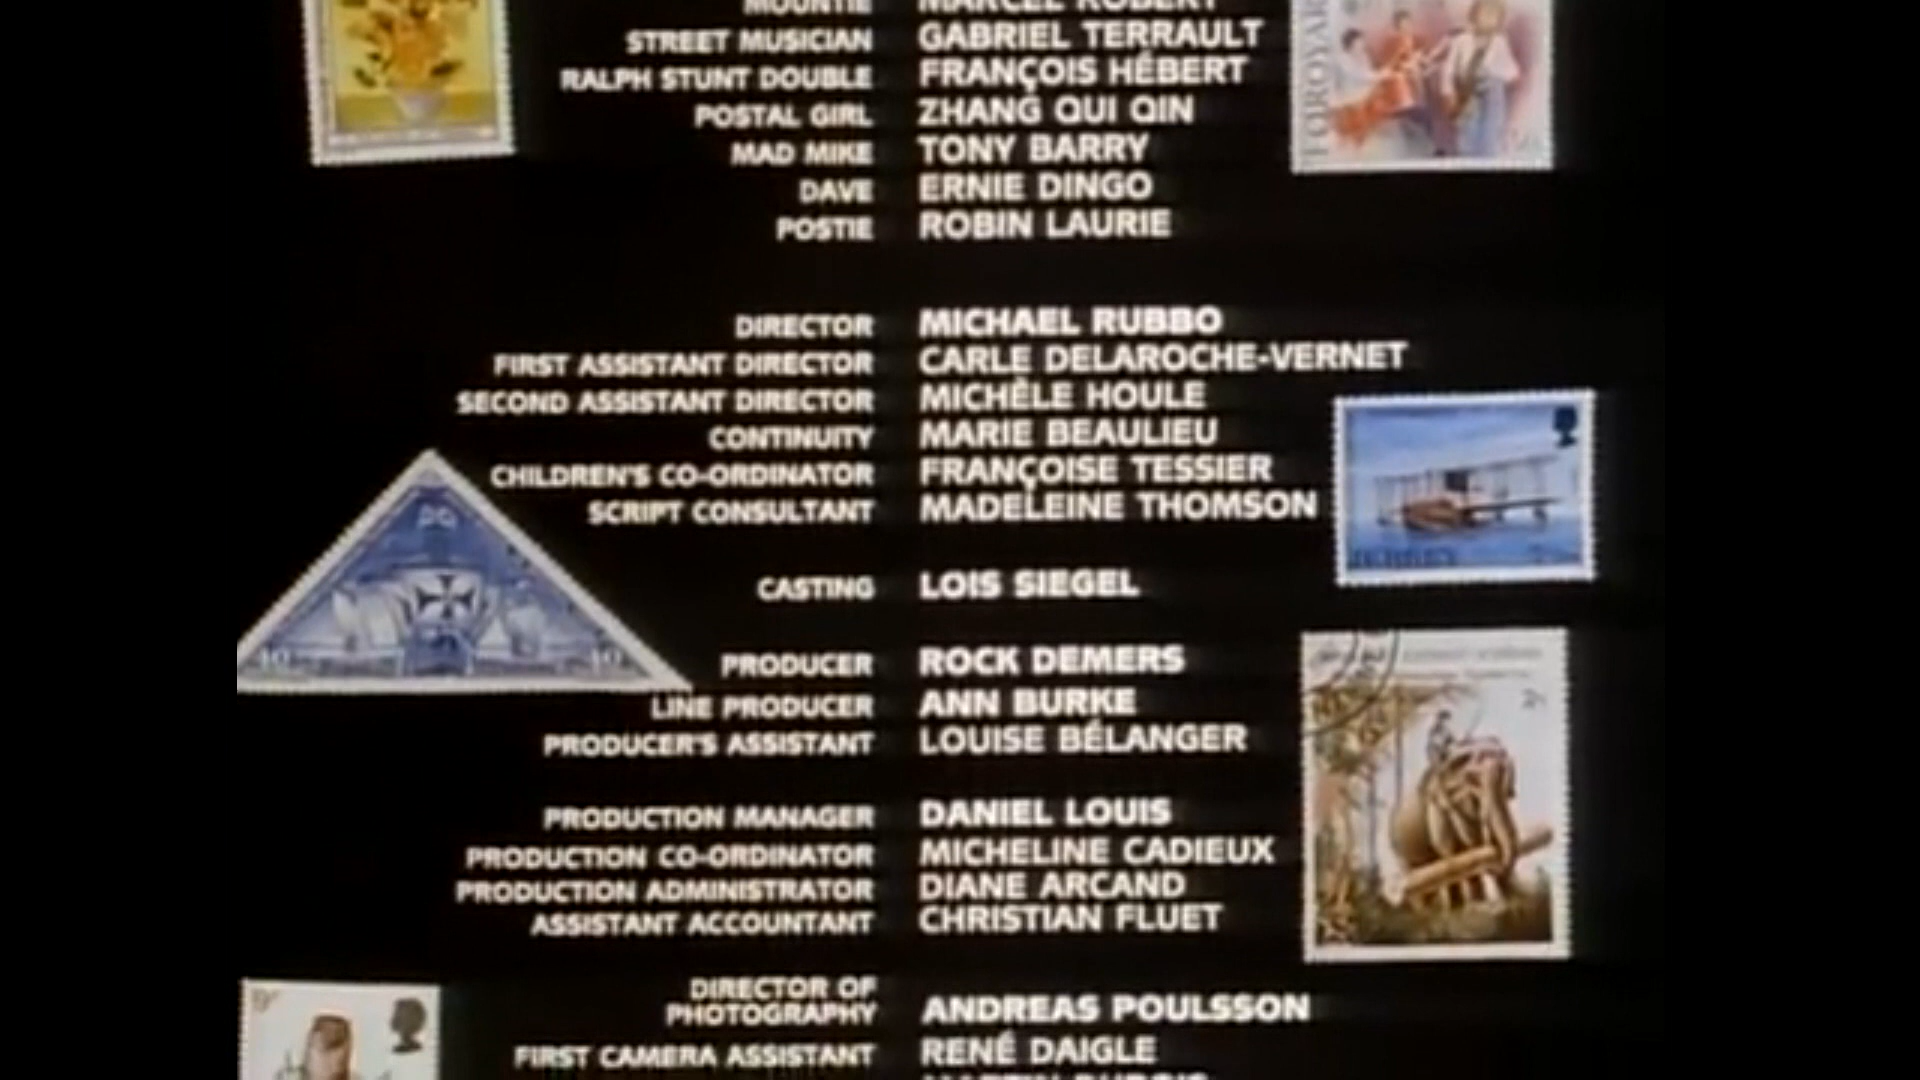 MOUNTIE MARCEL ROBERT
STREET MUSICIAN GABRIEL TERRAULT
RALPH STUNT DOUBLE FRANÇOIS HÉBERT
POSTAL GIRL ZHANG QUI QIN
MAD MIKE TONY BARRY
DAVE ERNIE DINGO
POSTIE ROBIN LAURIE
DIRECTOR MICHAEL RUBBO
FIRST ASSISTANT DIRECTOR CARLE DELAROCHE-VERNET
SECOND ASSISTANT DIRECTOR MICHÈLE HOULE
CONTINUITY MARIE BEAULIEU
CHILDREN'S CO-ORDINATOR FRANÇOISE TESSIER
SCRIPT CONSULTANT MADELEINE THOMSON
CASTING LOIS SIEGEL
PRODUCER ROCK DEMERS
LINE PRODUCER ANN BURKE
PRODUCER'S ASSISTANT LOUISE BÉLANGER
PRODUCTION MANAGER DANIEL LOUIS
PRODUCTION CO-ORDINATOR MICHELINE CADIEUX
PRODUCTION ADMINISTRATOR DIANE ARCAND
ASSISTANT ACCOUNTANT CHRISTIAN FLUET
DIRECTOR OF
PHOTOGRAPHY ANDREAS POULSSON
FIRST CAMERA ASSISTANT RENÉ DAIGLE